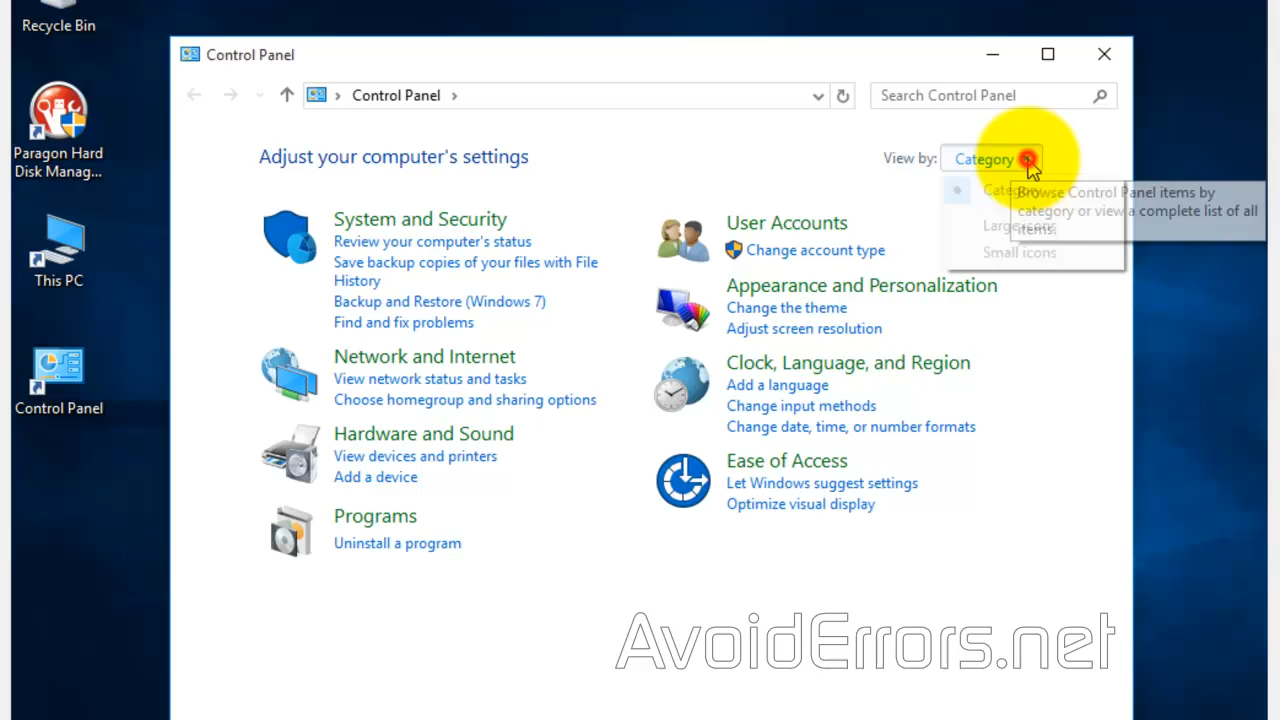 Recycle Bin
Paragon Hard
Disk Manag...
This PC
Control Panel
Control Panel
Control Panel
Search Control Panel
Adjust your computer's settings
View by:
Category
Category
Large icons
Small icons
Browse Control Panel items by
category or view a complete list of all
items.
System and Security
Review your computer's status
Save backup copies of your files with File
History
Backup and Restore (Windows 7)
Find and fix problems
Network and Internet
View network status and tasks
Choose homegroup and sharing options
Hardware and Sound
View devices and printers
Add a device
Programs
Uninstall a program
User Accounts
Change account type
Appearance and Personalization
Change the theme
Adjust screen resolution
Clock, Language, and Region
Add a language
Change input methods
Change date, time, or number formats
Ease of Access
Let Windows suggest settings
Optimize visual display
AvoidErrors.net